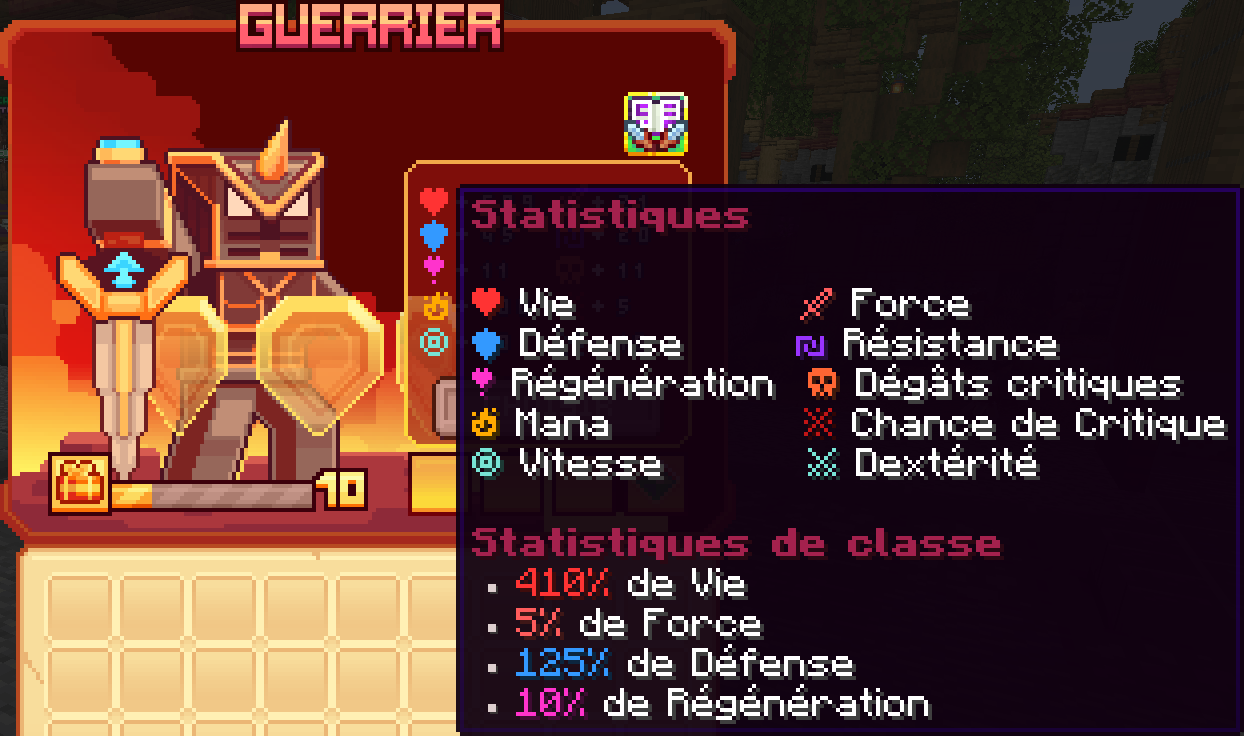 GUERRIER
Statistiques
Vie Force
Défense Résistance
Régénération Dégâts critiques
Mana Chance de Critique
Vitesse Dextérité
10
Statistiques de classe
• 410% de Vie
• 5% de Force
• 125% de Défense
• 10% de Régénération